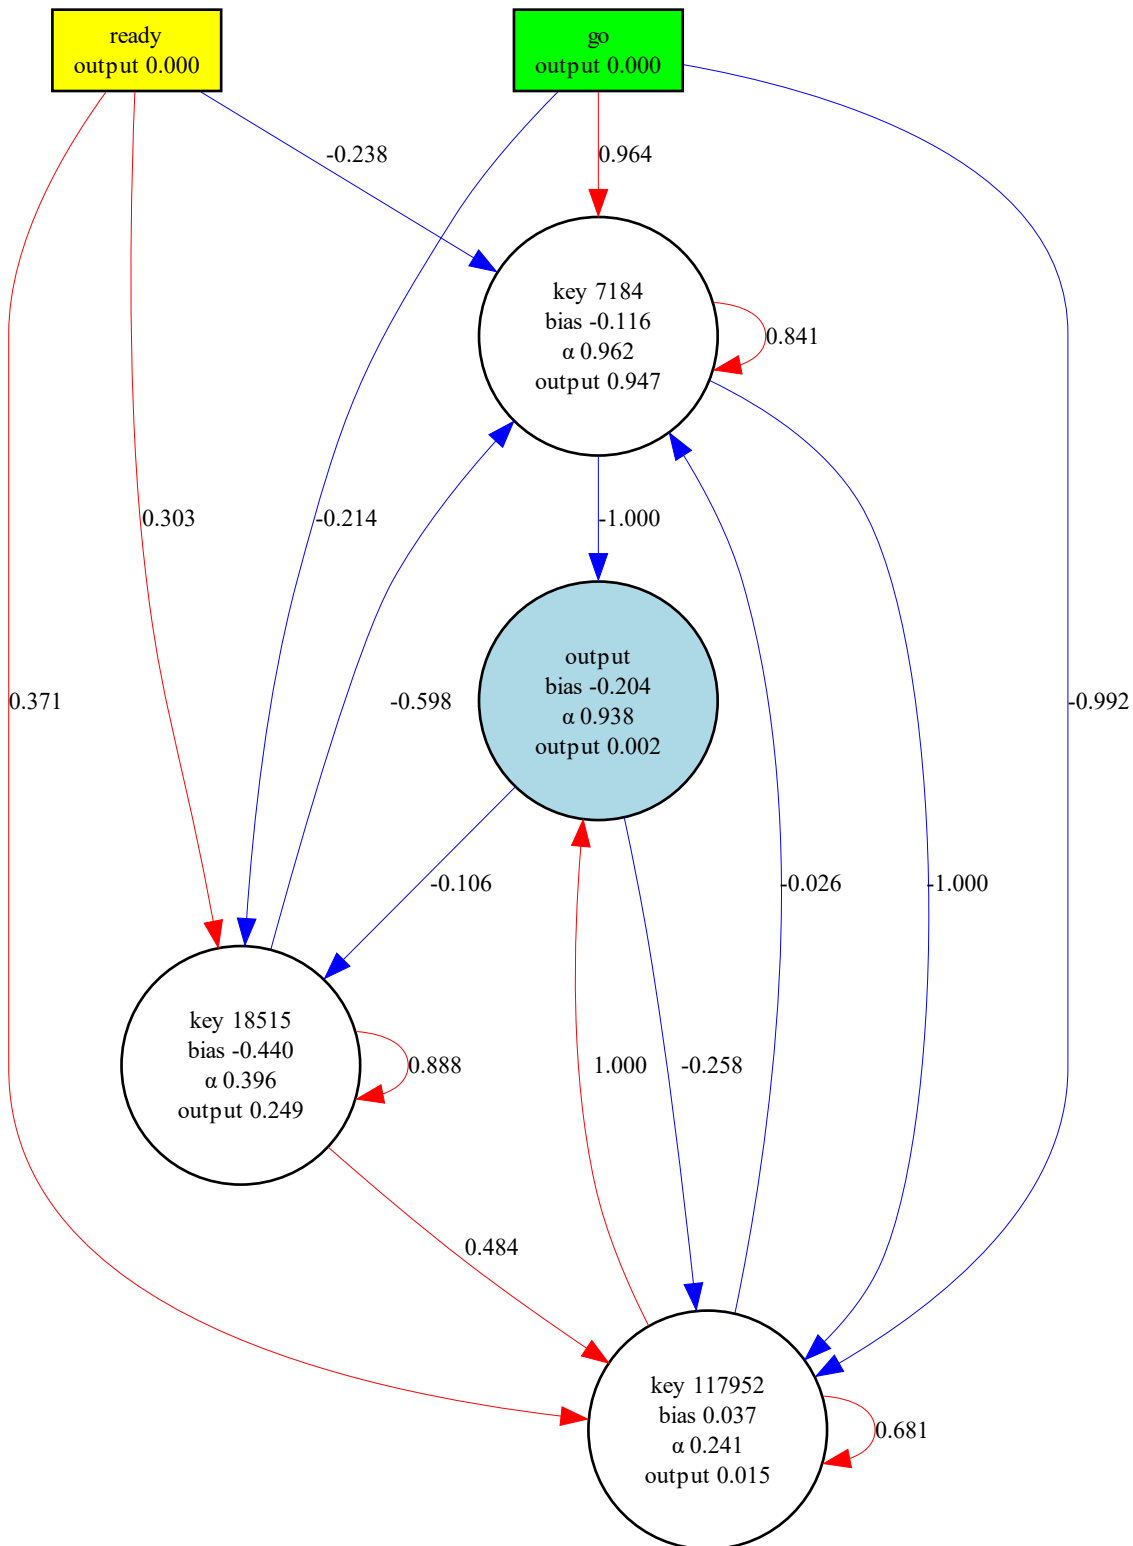 ready
output 0.000
go
output 0.000
-0.238
0.964
key 7184
bias -0.116
α 0.962
output 0.947
0.841
0.303
-0.214
-1.000
0.371
-0.598
output
bias -0.204
α 0.938
output 0.002
-0.992
-0.106
-0.026
-1.000
key 18515
bias -0.440
α 0.396
output 0.249
0.888
1.000
-0.258
0.484
key 117952
bias 0.037
α 0.241
output 0.015
0.681